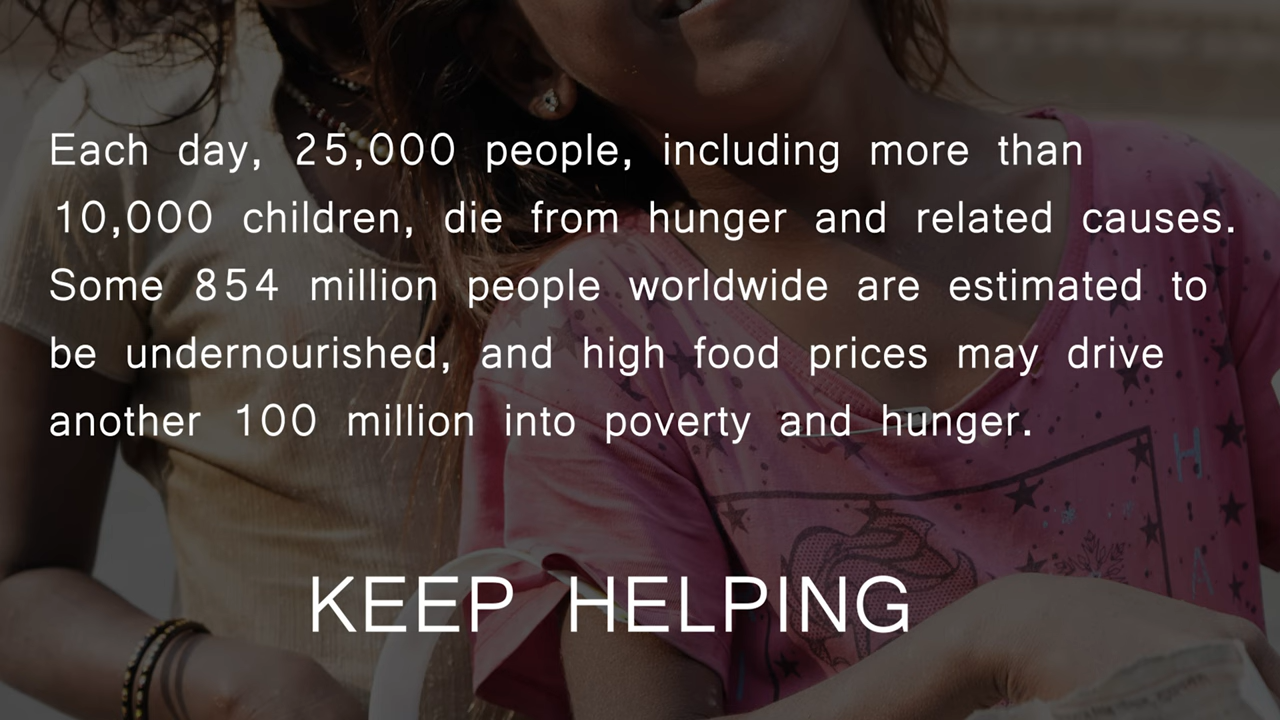 Each day, 25,000 people, including more than
10,000 children, die from hunger and related causes.
Some 854 million people worldwide are estimated to
be undernourished, and high food prices may drive
another 100 million into poverty and hunger.
KEEP HELPING
H
A